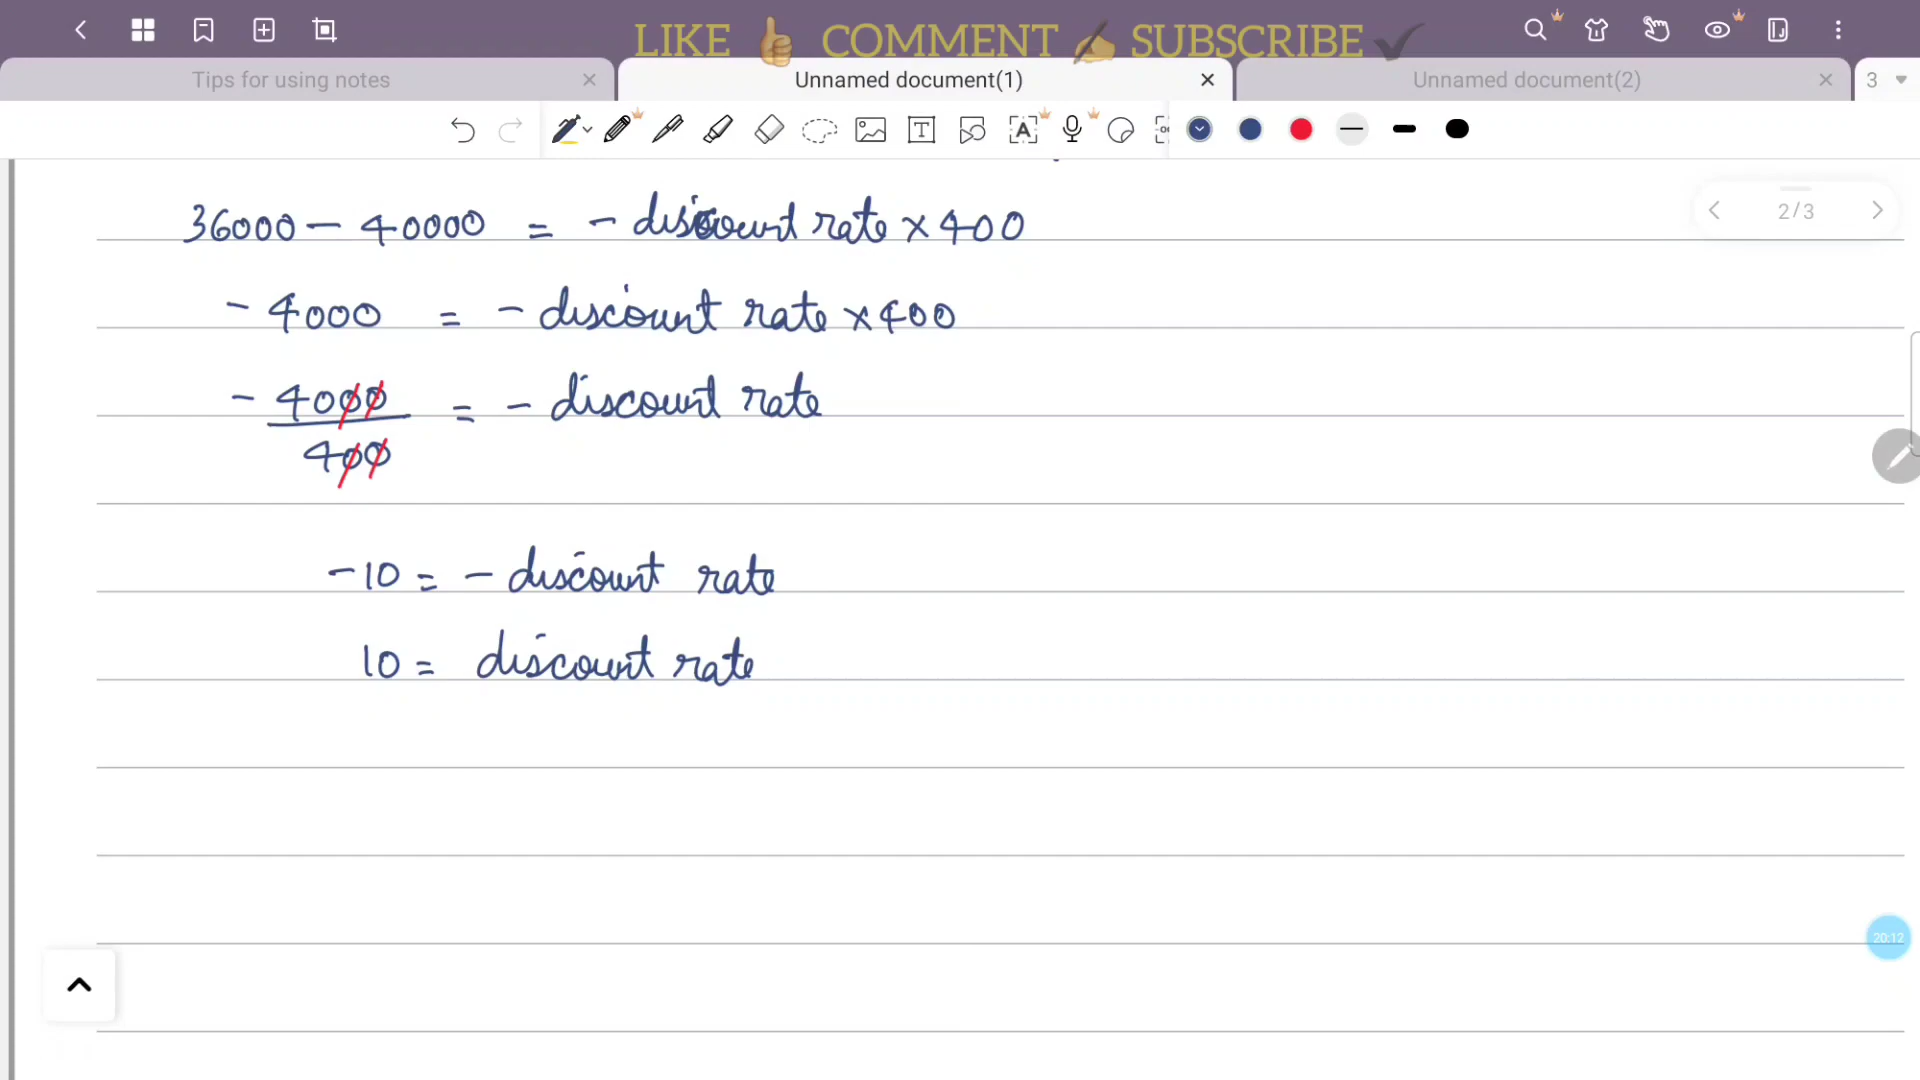 LIKE 👍 COMMENT ✍ SUBSCRIBE ✔
Tips for using notes
Unnamed document(1)
Unnamed document(2)
3
2/3
36000 - 40000 = - discount rate × 400
- 4000 = - discount rate × 400
- 4000/400 = - discount rate
-10 = - discount rate
10 = discount rate
20:12